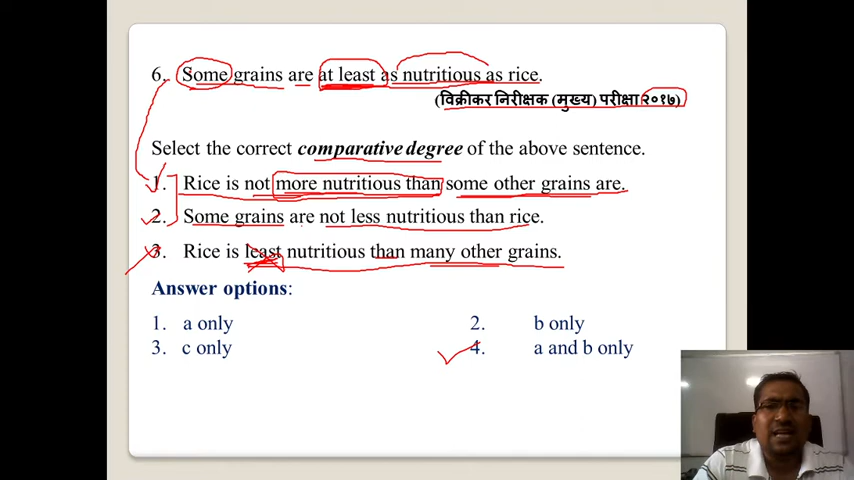 6. Some grains are at least as nutritious as rice.
(विक्रीकर निरीक्षक (मुख्य) परीक्षा २०१७)
Select the correct comparative degree of the above sentence.
1. Rice is not more nutritious than some other grains are.
2. Some grains are not less nutritious than rice.
3. Rice is least nutritious than many other grains.
Answer options:
1. a only 2. b only
3. c only 4. a and b only